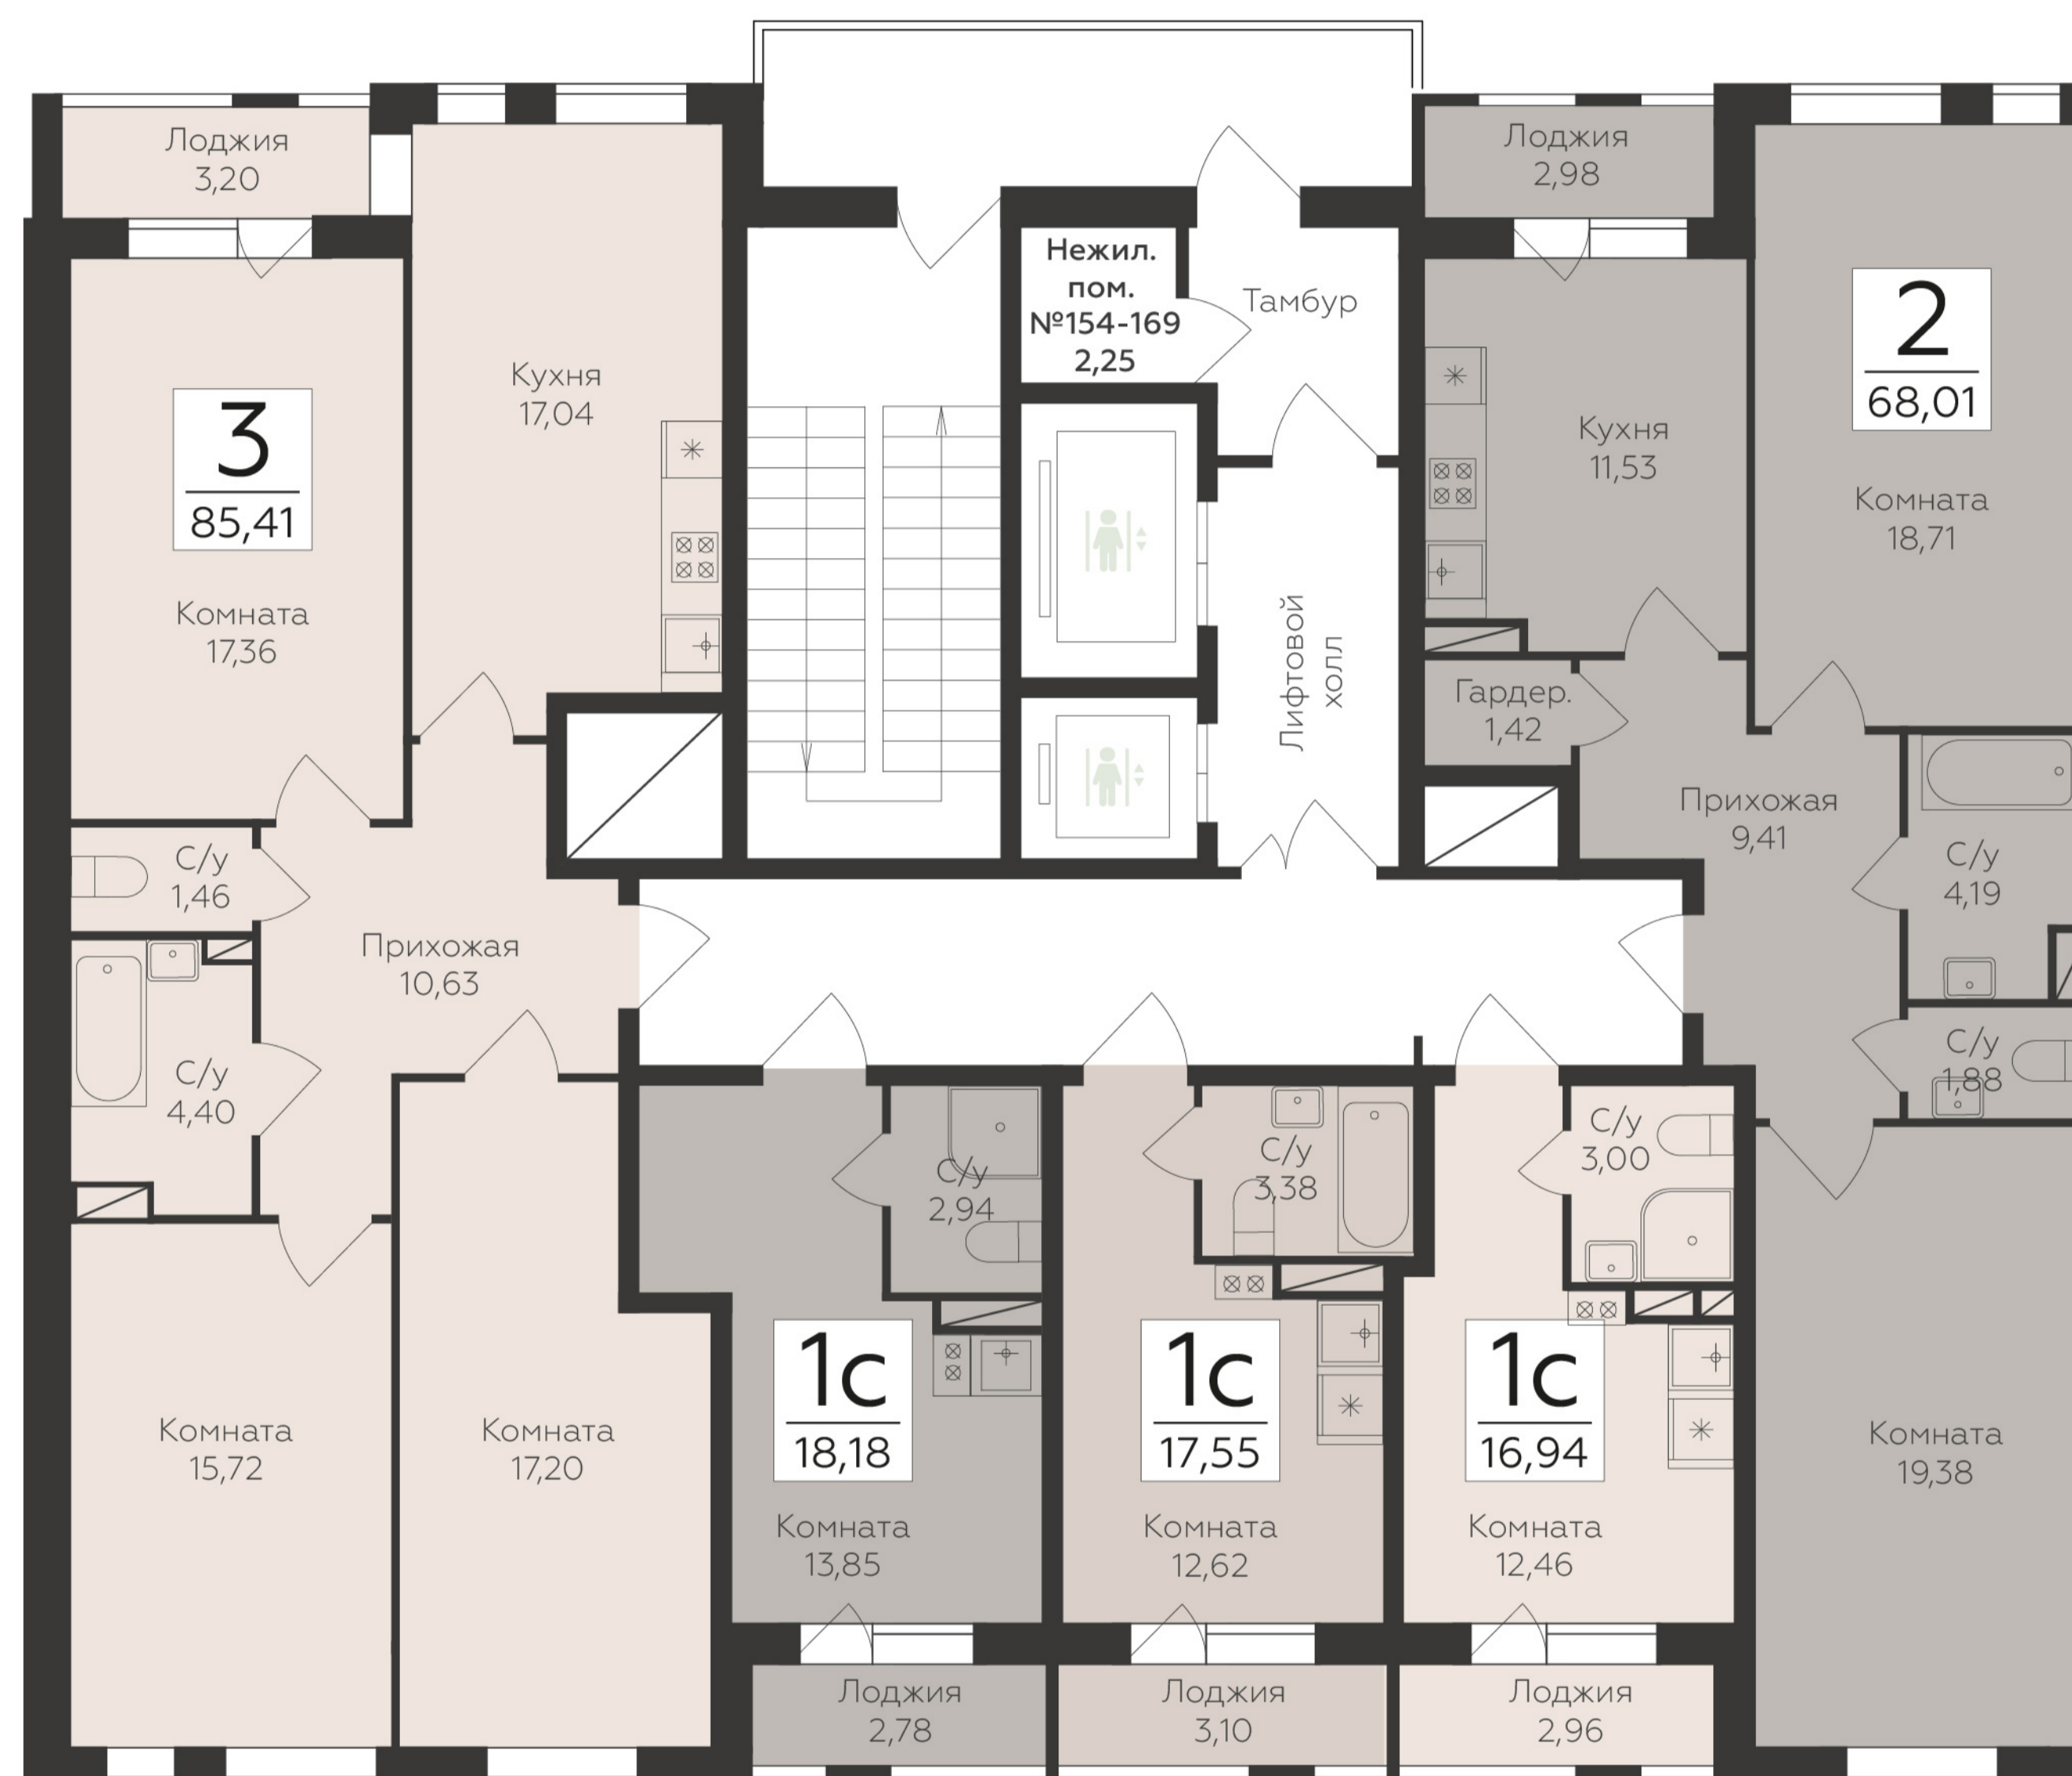 Лоджия
3,20
Кухня
17,04
3
85,41
Комната
17,36
С/у
1,46
Прихожая
10,63
С/у
4,40
Комната
15,72
Комната
17,20
Нежил.
пом.
№154-169
2,25
Тамбур
Лифтовой
холл
Лоджия
2,98
Кухня
11,53
2
68,01
Комната
18,71
Гардер.
1,42
Прихожая
9,41
С/у
4,19
С/у
1,88
Комната
19,38
С/у
2,94
1с
18,18
Комната
13,85
Лоджия
2,78
С/у
3,38
1с
17,55
Комната
12,62
Лоджия
3,10
С/у
3,00
1с
16,94
Комната
12,46
Лоджия
2,96